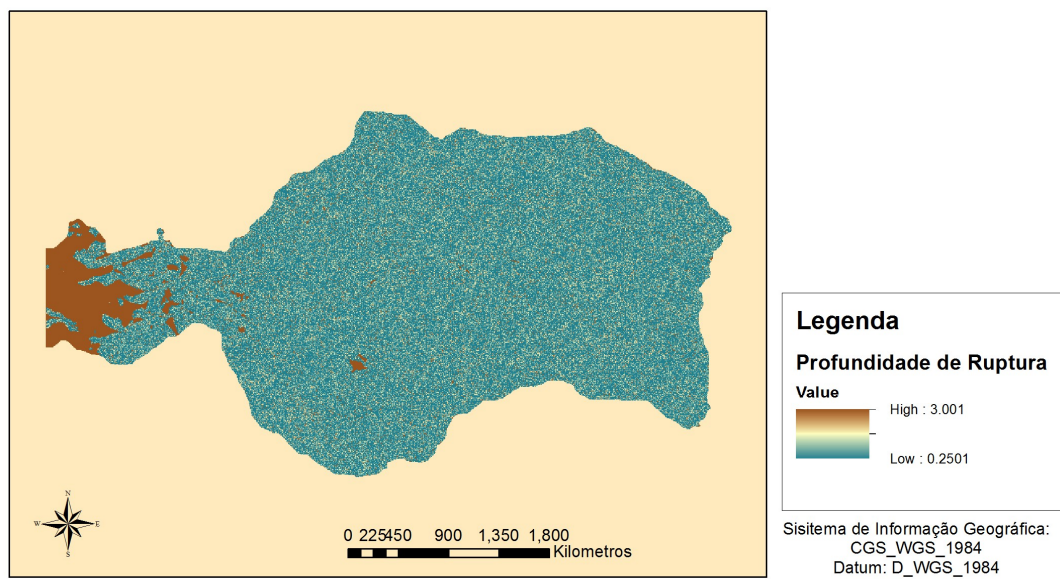 N
W E
S
0 225450 900 1,350 1,800
Kilometros
Legenda
Profundidade de Ruptura
Value
High : 3.001
Low : 0.2501
Sisitema de Informação Geográfica:
CGS_WGS_1984
Datum: D_WGS_1984